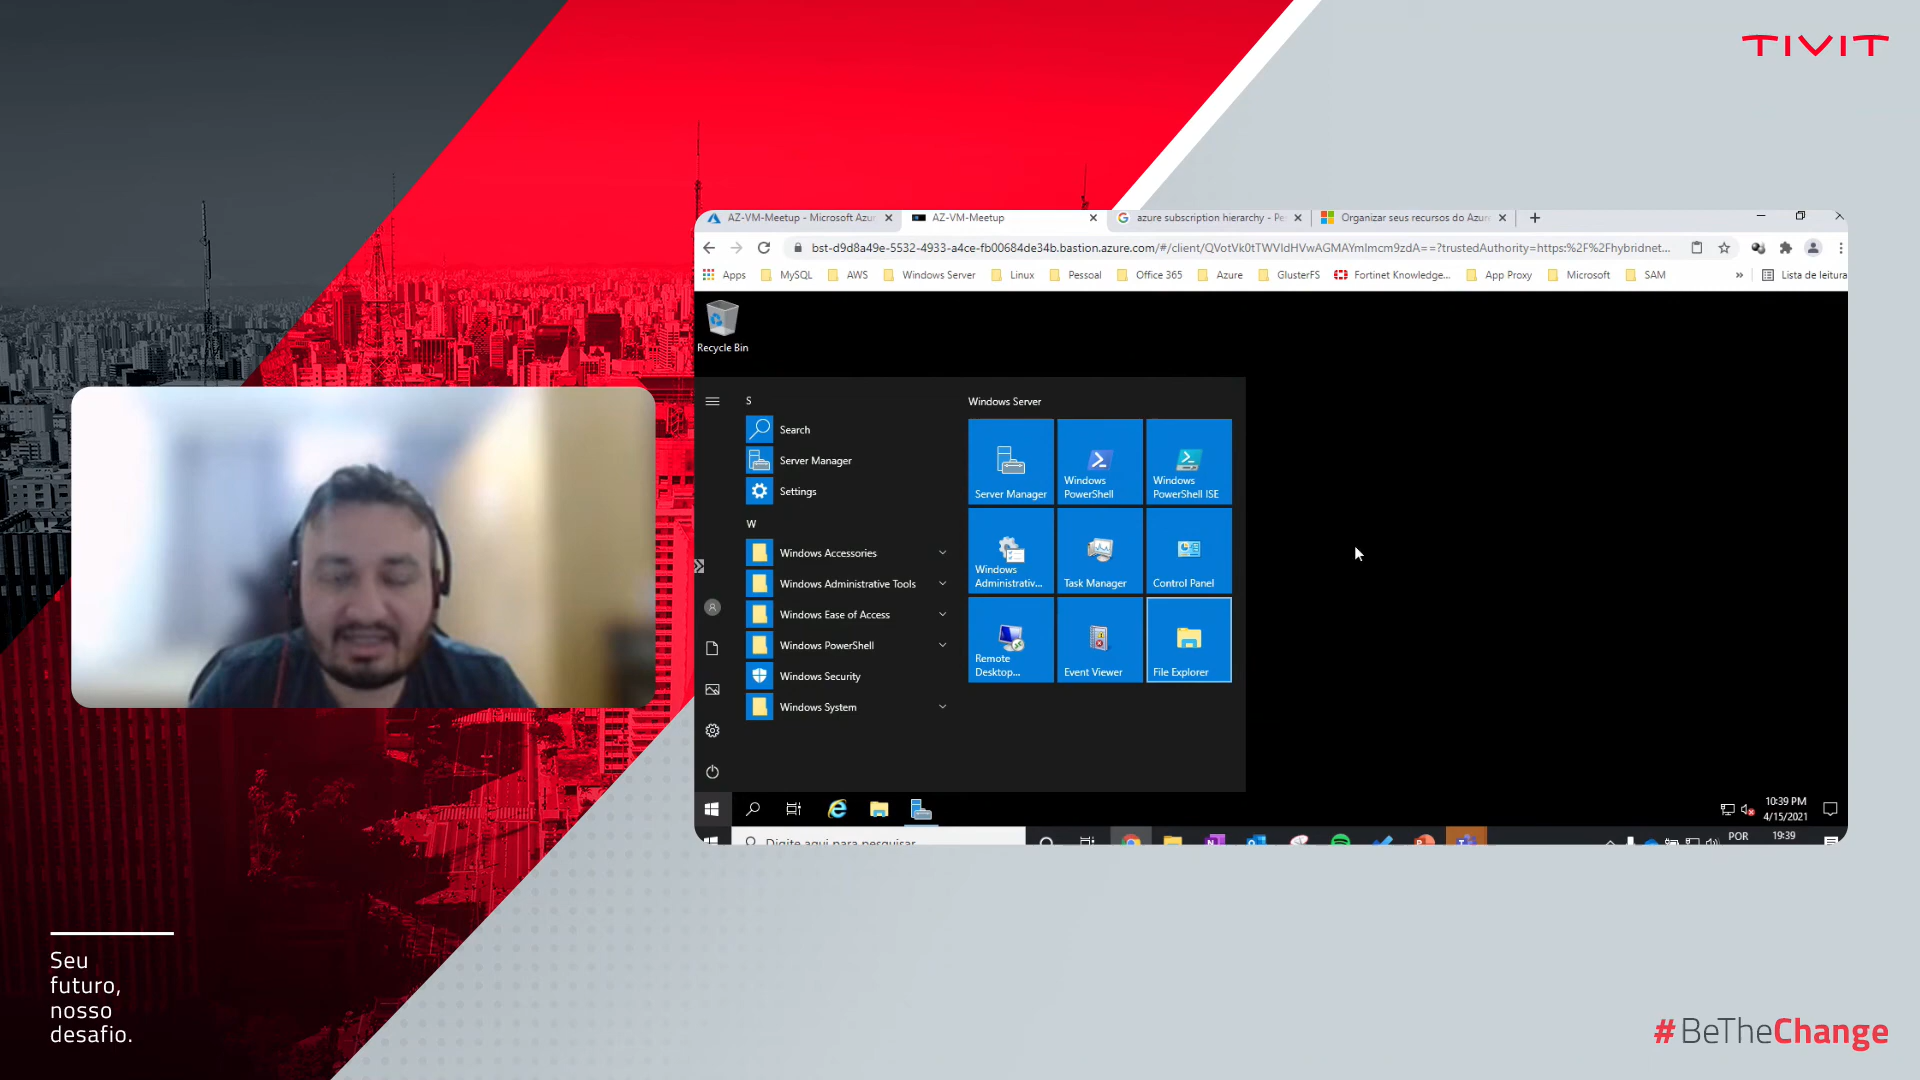 TIVIT
AZ-VM-Meetup - Microsoft Azur
AZ-VM-Meetup
azure subscription hierarchy - Pe
Organizar seus recursos do Azur
bst-d9d8a49e-5532-4933-a4ce-fb00684de34b.bastion.azure.com/#/client/QVotVk0tTWVldHVwAGMAYmlmcm9zdA==?trustedAuthority=https:%2F%2Fhybridnet...
Apps
MySQL
AWS
Windows Server
Linux
Pessoal
Office 365
Azure
GlusterFS
Fortinet Knowledge...
App Proxy
Microsoft
SAM
»
Lista de leitura
Recycle Bin
S
Search
Server Manager
Settings
W
Windows Accessories
Windows Administrative Tools
Windows Ease of Access
Windows PowerShell
Windows Security
Windows System
Windows Server
Server Manager
Windows
PowerShell
Windows
PowerShell ISE
Windows
Administrativ...
Task Manager
Control Panel
Remote
Desktop...
Event Viewer
File Explorer
10:39 PM
4/15/2021
Digite aqui para pesquisar
POR
19:39
Seu
futuro,
nosso
desafio.
#BeTheChange